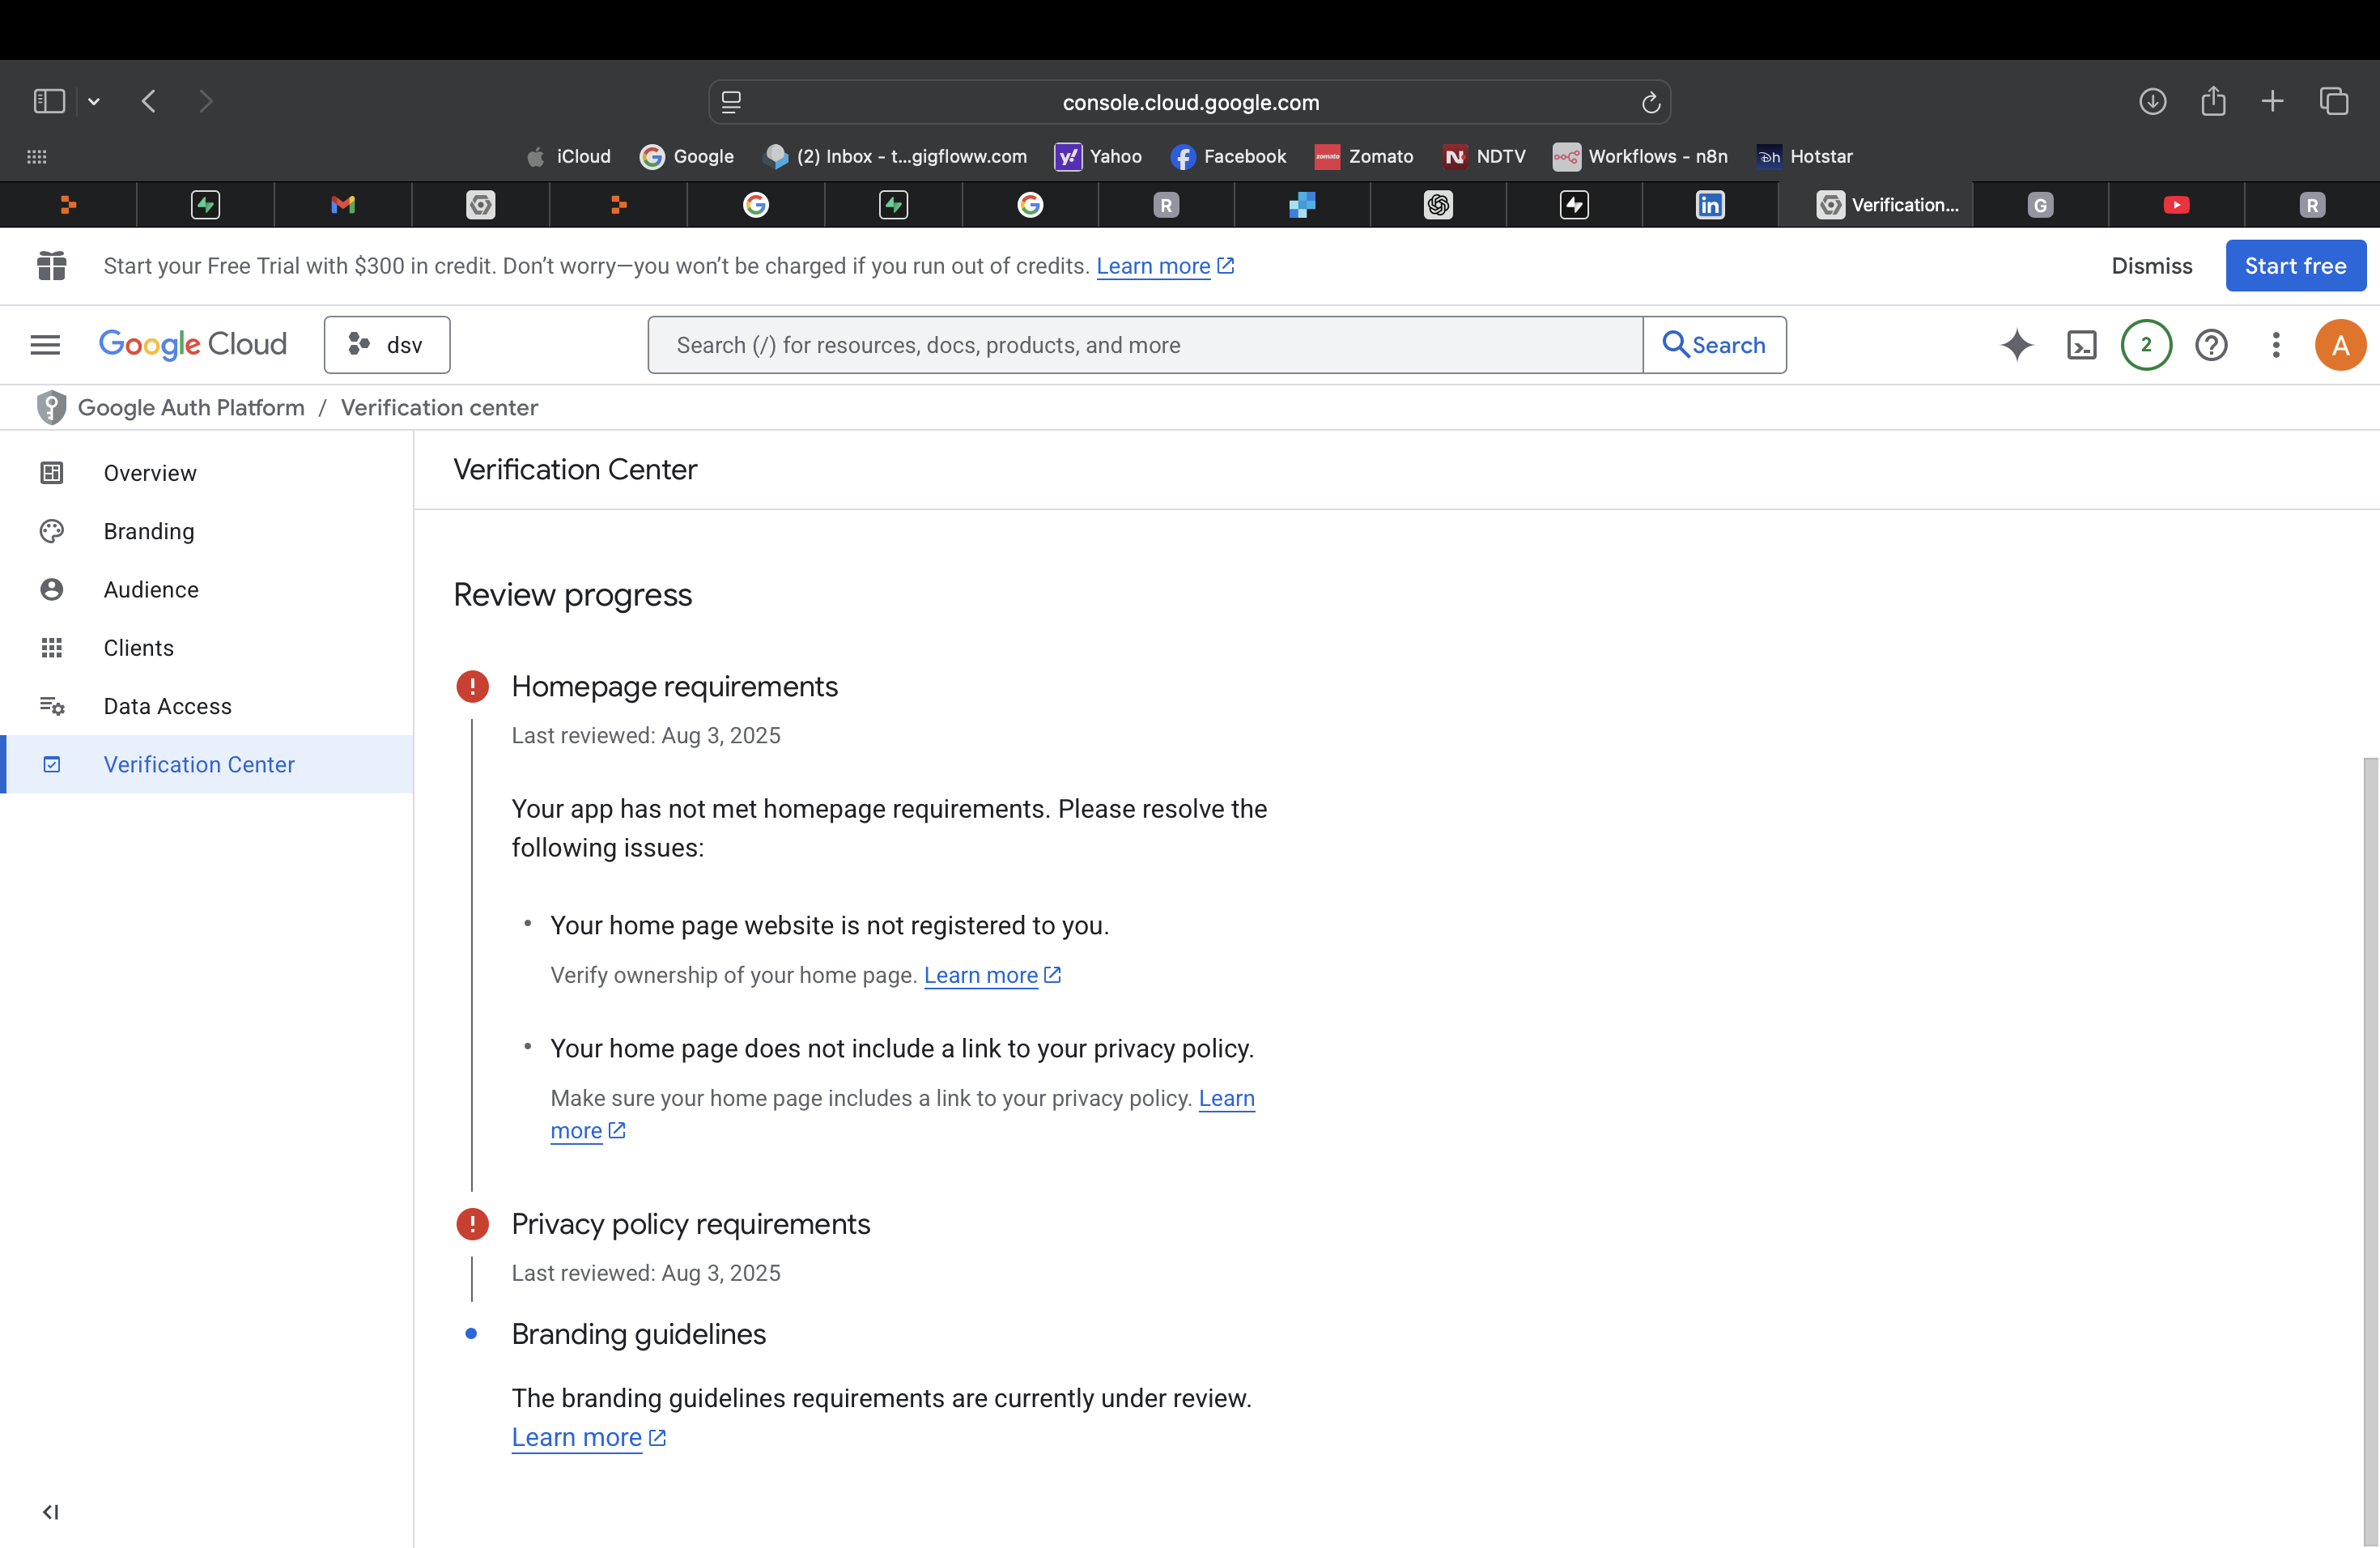 console.cloud.google.com
iCloud
Google
(2) Inbox - t...gigfloww.com
Yahoo
Facebook
Zomato
NDTV
Workflows - n8n
Hotstar
Verification...
Start your Free Trial with $300 in credit. Don’t worry—you won’t be charged if you run out of credits. Learn more
Dismiss
Start free
Google Cloud
dsv
Search (/) for resources, docs, products, and more
Search
2
A
Google Auth Platform / Verification center
Overview
Branding
Audience
Clients
Data Access
Verification Center
Verification Center
Review progress
Homepage requirements
Last reviewed: Aug 3, 2025
Your app has not met homepage requirements. Please resolve the
following issues:
• Your home page website is not registered to you.
Verify ownership of your home page. Learn more
• Your home page does not include a link to your privacy policy.
Make sure your home page includes a link to your privacy policy. Learn
more
Privacy policy requirements
Last reviewed: Aug 3, 2025
Branding guidelines
The branding guidelines requirements are currently under review.
Learn more